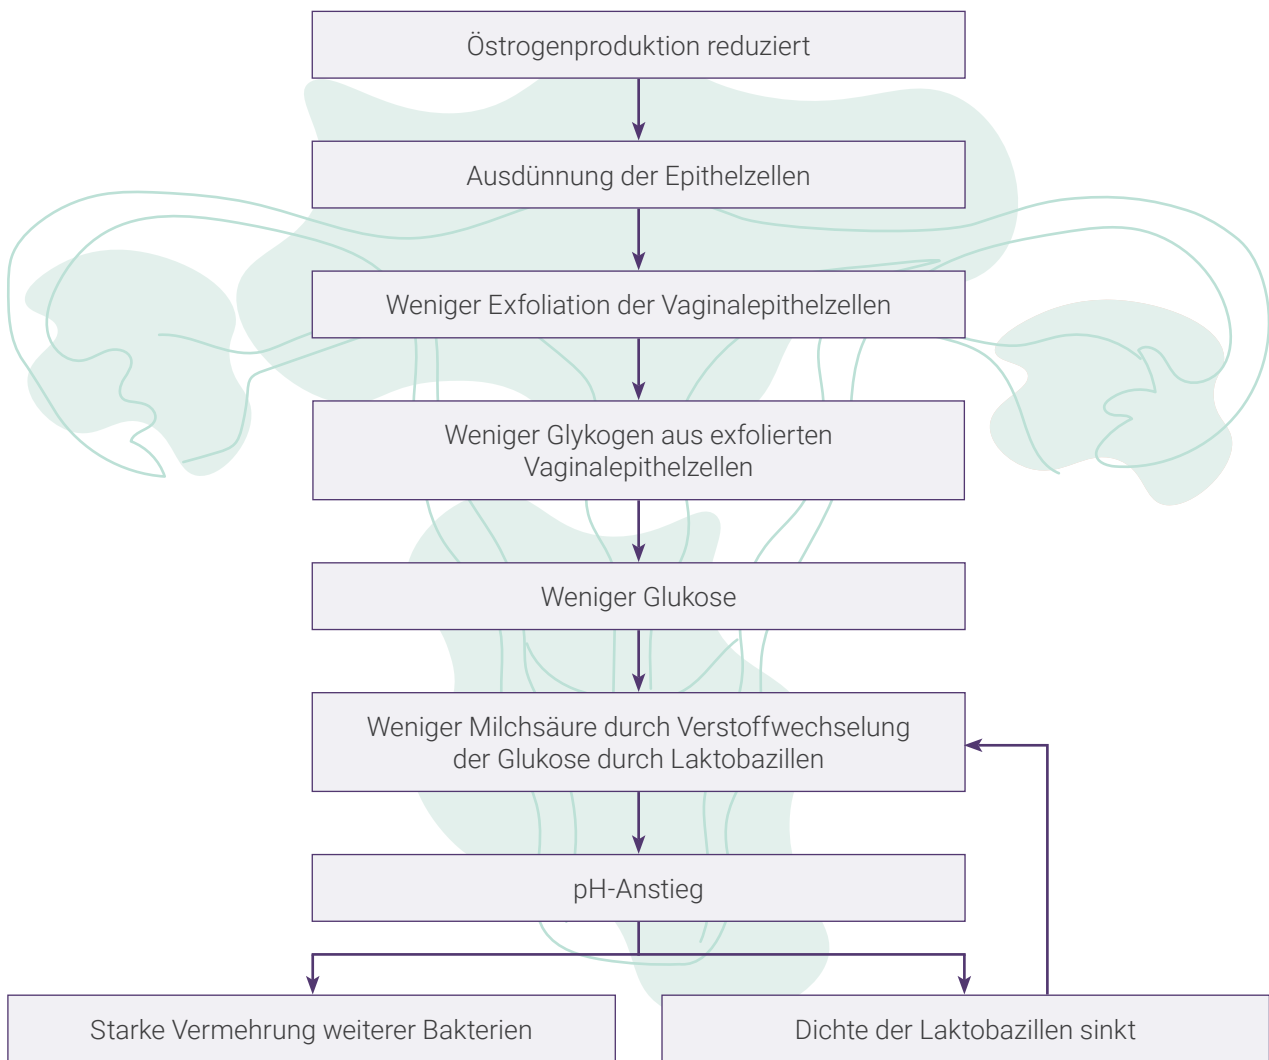 Östrogenproduktion reduziert
Ausdünnung der Epithelzellen
Weniger Exfoliation der Vaginalepithelzellen
Weniger Glykogen aus exfolierten
Vaginalepithelzellen
Weniger Glukose
Weniger Milchsäure durch Verstoffwechselung
der Glukose durch Laktobazillen
pH-Anstieg
Starke Vermehrung weiterer Bakterien
Dichte der Laktobazillen sinkt